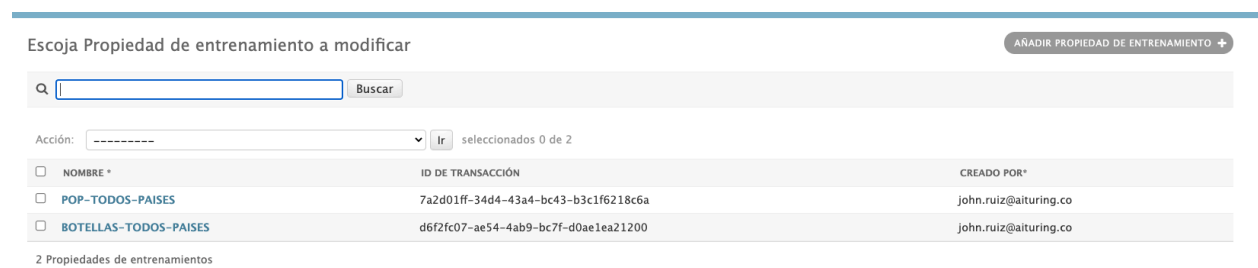 Escoja Propiedad de entrenamiento a modificar
AÑADIR PROPIEDAD DE ENTRENAMIENTO +
Buscar
Acción: --------- Ir seleccionados 0 de 2
NOMBRE * ID DE TRANSACCIÓN CREADO POR*
POP-TODOS-PAISES 7a2d01ff-34d4-43a4-bc43-b3c1f6218c6a john.ruiz@aituring.co
BOTELLAS-TODOS-PAISES d6f2fc07-ae54-4ab9-bc7f-d0ae1ea21200 john.ruiz@aituring.co
2 Propiedades de entrenamientos